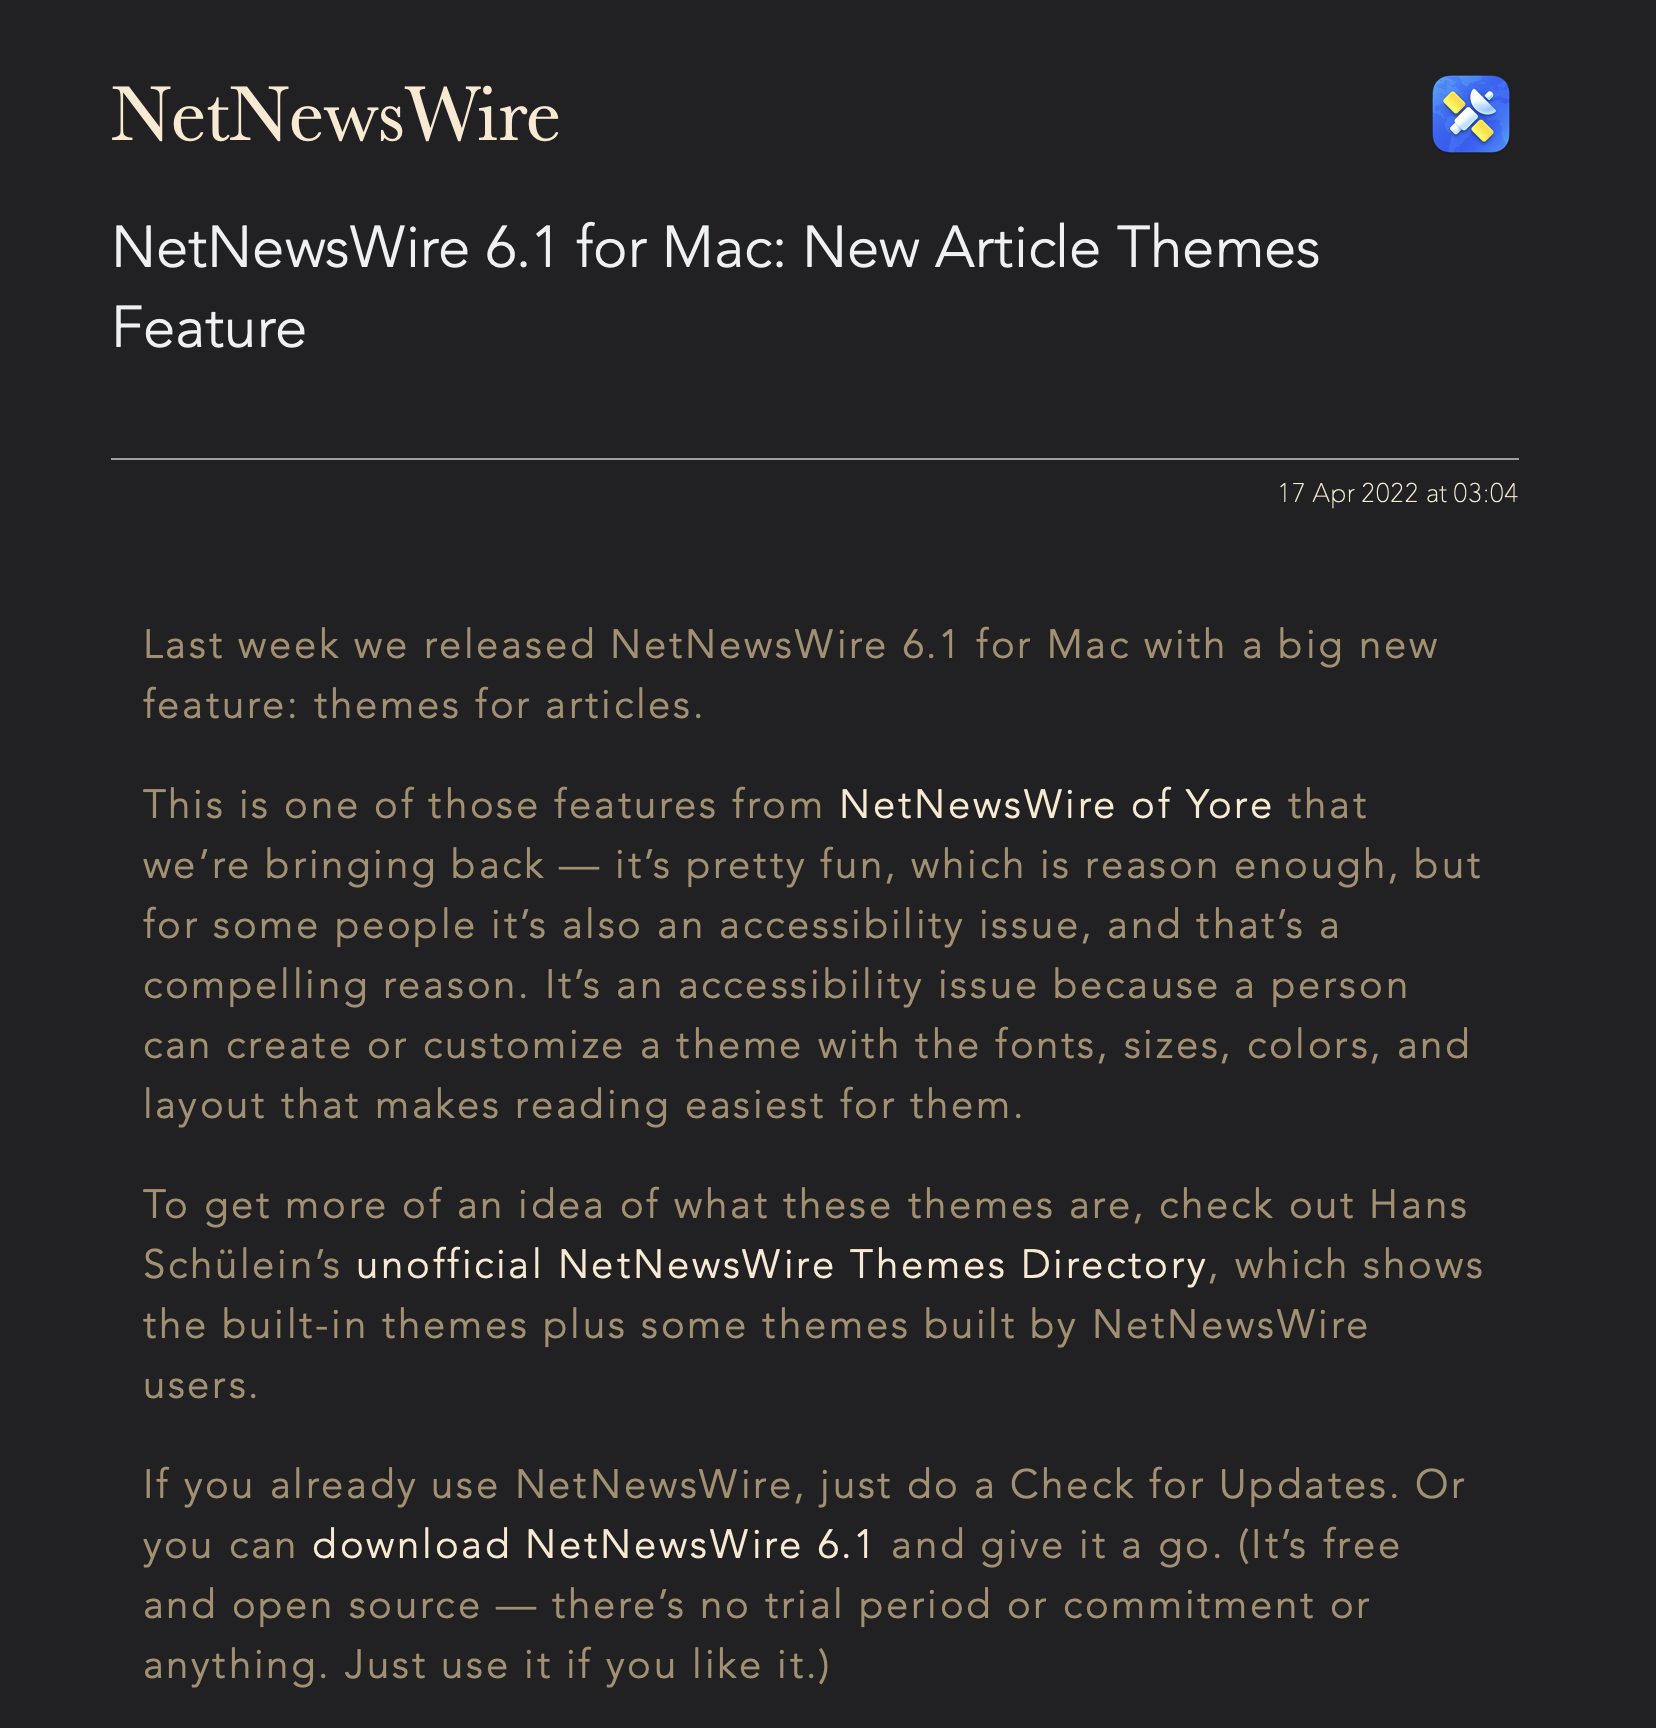 NetNewsWire
NetNewsWire 6.1 for Mac: New Article Themes
Feature
17 Apr 2022 at 03:04
Last week we released NetNewsWire 6.1 for Mac with a big new
feature: themes for articles.
This is one of those features from NetNewsWire of Yore that
we’re bringing back — it’s pretty fun, which is reason enough, but
for some people it’s also an accessibility issue, and that’s a
compelling reason. It’s an accessibility issue because a person
can create or customize a theme with the fonts, sizes, colors, and
layout that makes reading easiest for them.
To get more of an idea of what these themes are, check out Hans
Schülein’s unofficial NetNewsWire Themes Directory, which shows
the built-in themes plus some themes built by NetNewsWire
users.
If you already use NetNewsWire, just do a Check for Updates. Or
you can download NetNewsWire 6.1 and give it a go. (It’s free
and open source — there’s no trial period or commitment or
anything. Just use it if you like it.)